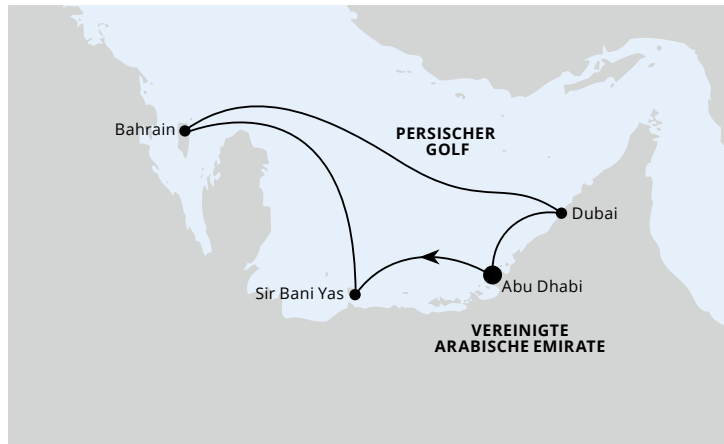 Bahrain
PERSISCHER
GOLF
Dubai
Abu Dhabi
Sir Bani Yas
VEREINIGTE
ARABISCHE EMIRATE